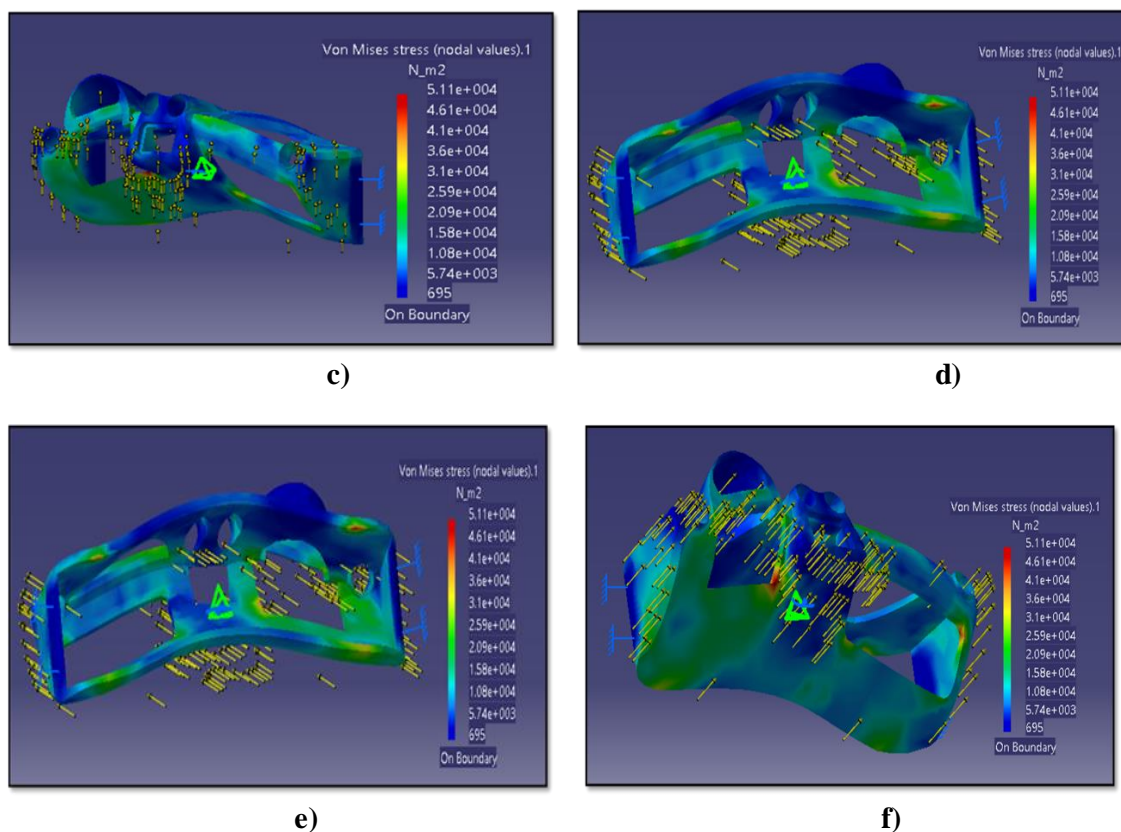 Von Mises stress (nodal values).1
N_m2
5.11e+004
4.61e+004
4.1e+004
3.6e+004
3.1e+004
2.59e+004
2.09e+004
1.58e+004
1.08e+004
5.74e+003
695
On Boundary
c)
Von Mises stress (nodal values).1
N_m2
5.11e+004
4.61e+004
4.1e+004
3.6e+004
3.1e+004
2.59e+004
2.09e+004
1.58e+004
1.08e+004
5.74e+003
695
On Boundary
d)
Von Mises stress (nodal values).1
N_m2
5.11e+004
4.61e+004
4.1e+004
3.6e+004
3.1e+004
2.59e+004
2.09e+004
1.58e+004
1.08e+004
5.74e+003
695
On Boundary
e)
Von Mises stress (nodal values).1
N_m2
5.11e+004
4.61e+004
4.1e+004
3.6e+004
3.1e+004
2.59e+004
2.09e+004
1.58e+004
1.08e+004
5.74e+003
695
On Boundary
f)